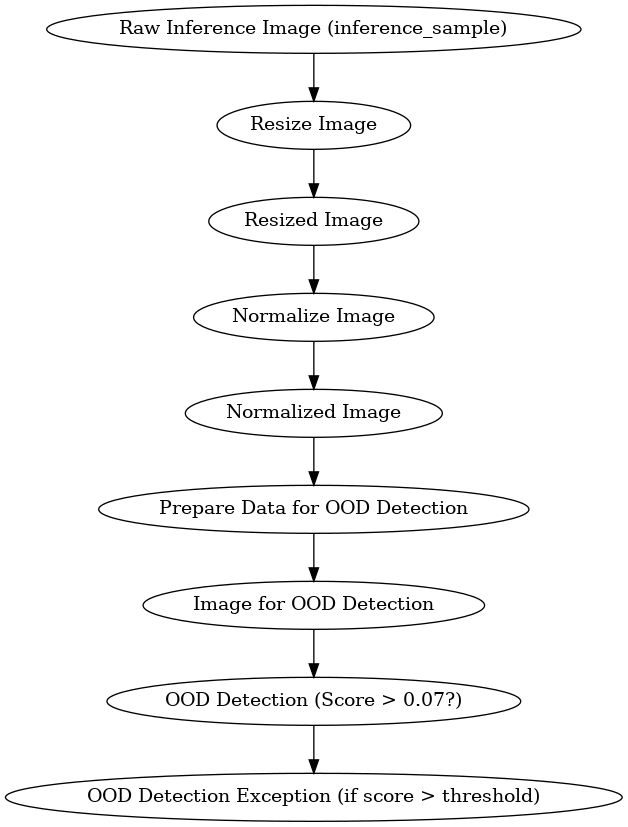 Raw Inference Image (inference_sample)
Resize Image
Resized Image
Normalize Image
Normalized Image
Prepare Data for OOD Detection
Image for OOD Detection
OOD Detection (Score > 0.07?)
OOD Detection Exception (if score > threshold)